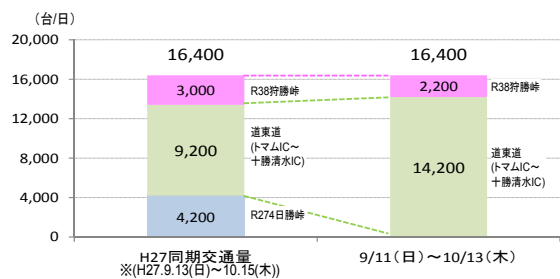 （台/日）
20,000
16,000
12,000
8,000
4,000
0
16,400
16,400
3,000
R38狩勝峠
2,200
R38狩勝峠
9,200
道東道
(トマムIC～
十勝清水IC)
14,200
道東道
(トマムIC～
十勝清水IC)
4,200
R274日勝峠
H27同期交通量
※(H27.9.13(日)～10.15(木))
9/11(日)～10/13(木)